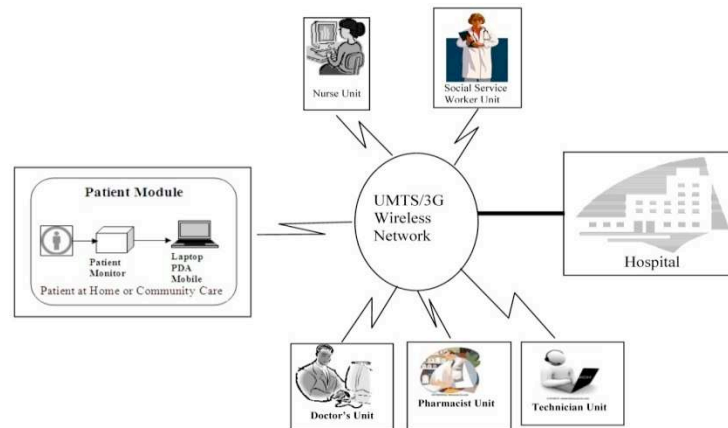 Nurse Unit
Social Service
Worker Unit
Patient Module
Patient
Monitor
Laptop
PDA
Mobile
Patient at Home or Community Care
UMTS/3G
Wireless
Network
Hospital
Doctor's Unit
Pharmacist Unit
Technician Unit